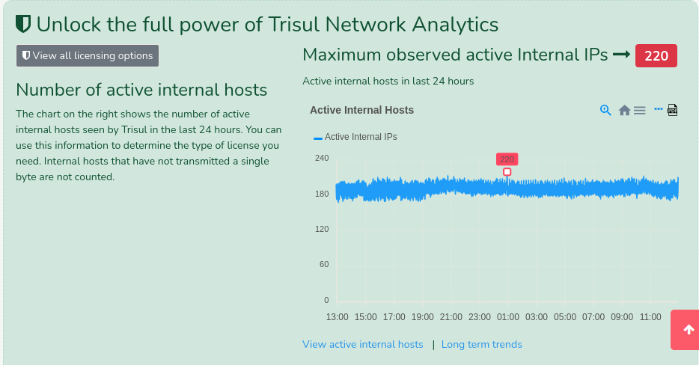 Unlock the full power of Trisul Network Analytics
View all licensing options
Number of active internal hosts
The chart on the right shows the number of active
internal hosts seen by Trisul in the last 24 hours. You can
use this information to determine the type of license you
need. Internal hosts that have not transmitted a single
byte are not counted.
Maximum observed active Internal IPs → 220
Active internal hosts in last 24 hours
Active Internal Hosts
Active Internal IPs
240
220
180
120
60
0
13:00 15:00 17:00 19:00 21:00 23:00 01:00 03:00 05:00 07:00 09:00 11:00
View active internal hosts | Long term trends